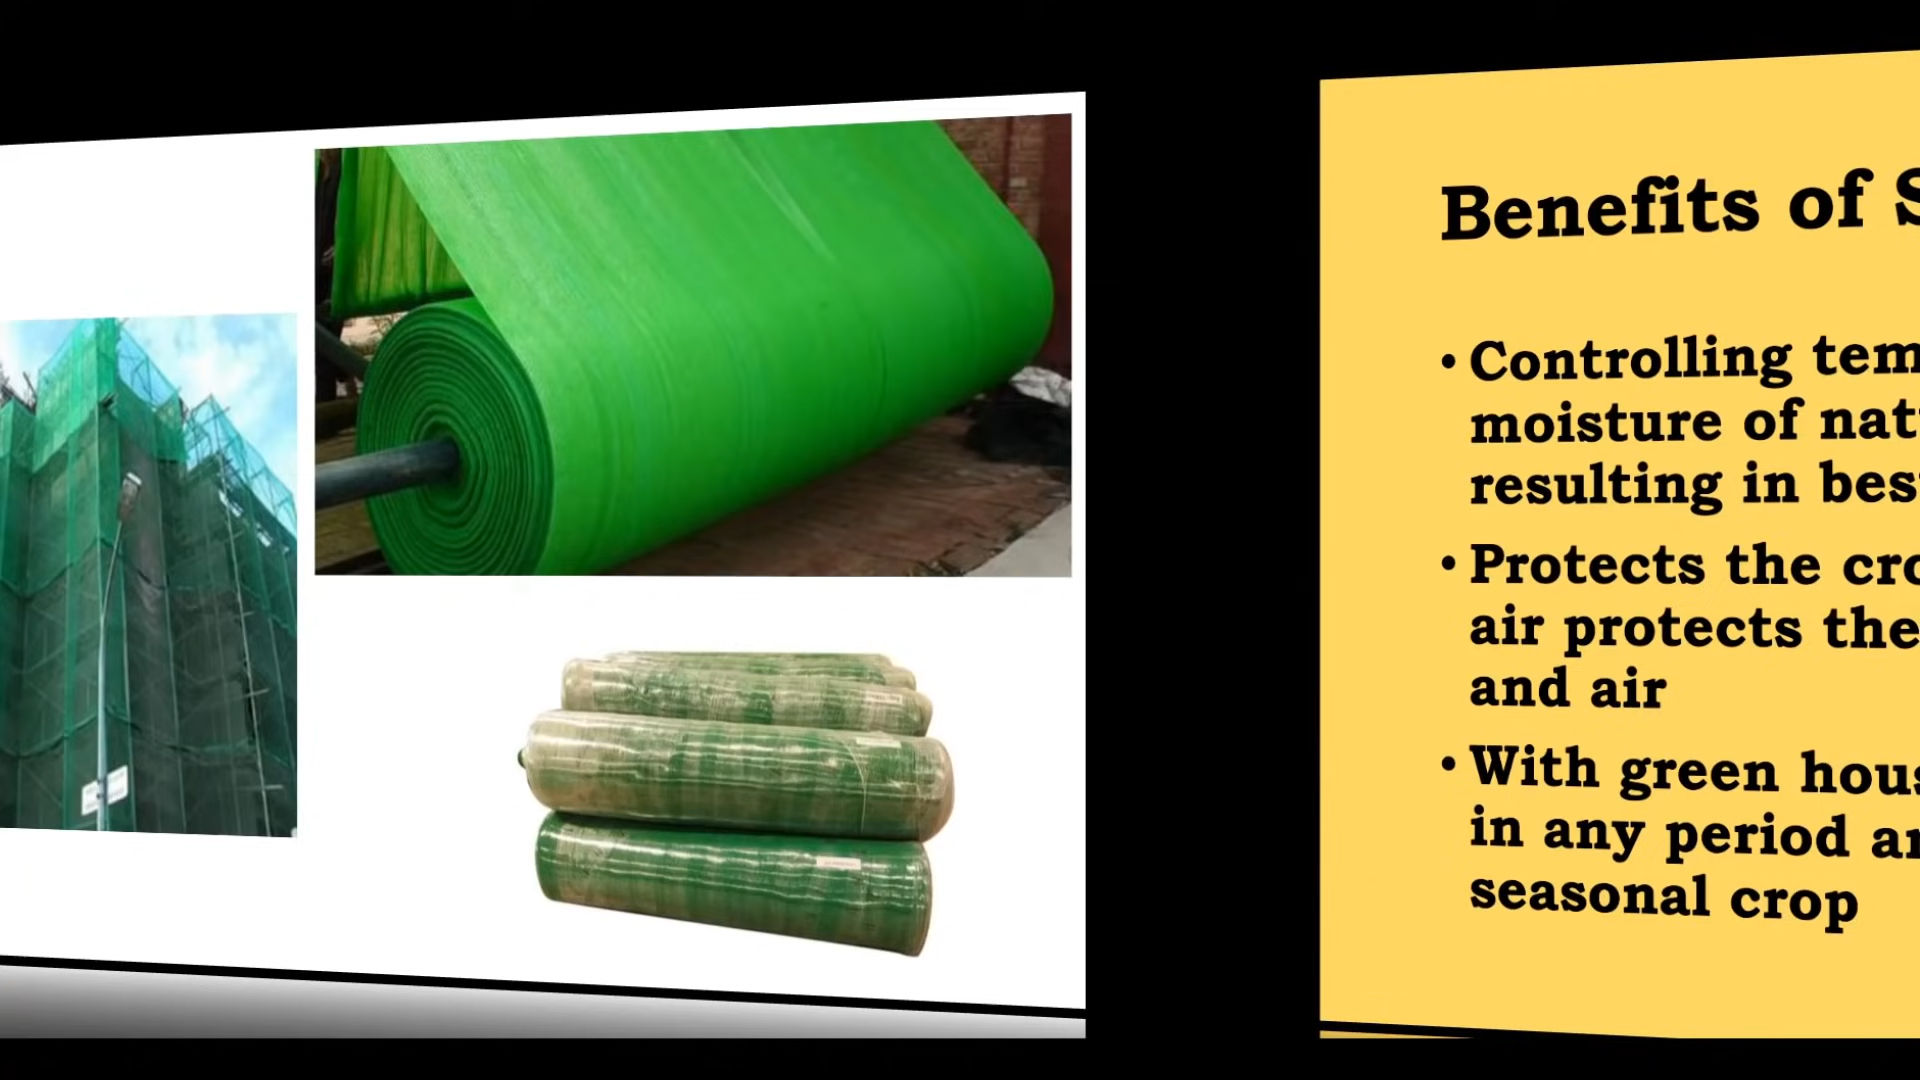 Benefits of
• Controlling
moisture of
resulting in
• Protects the
air protects the
and air
• With green
in any period
seasonal crop